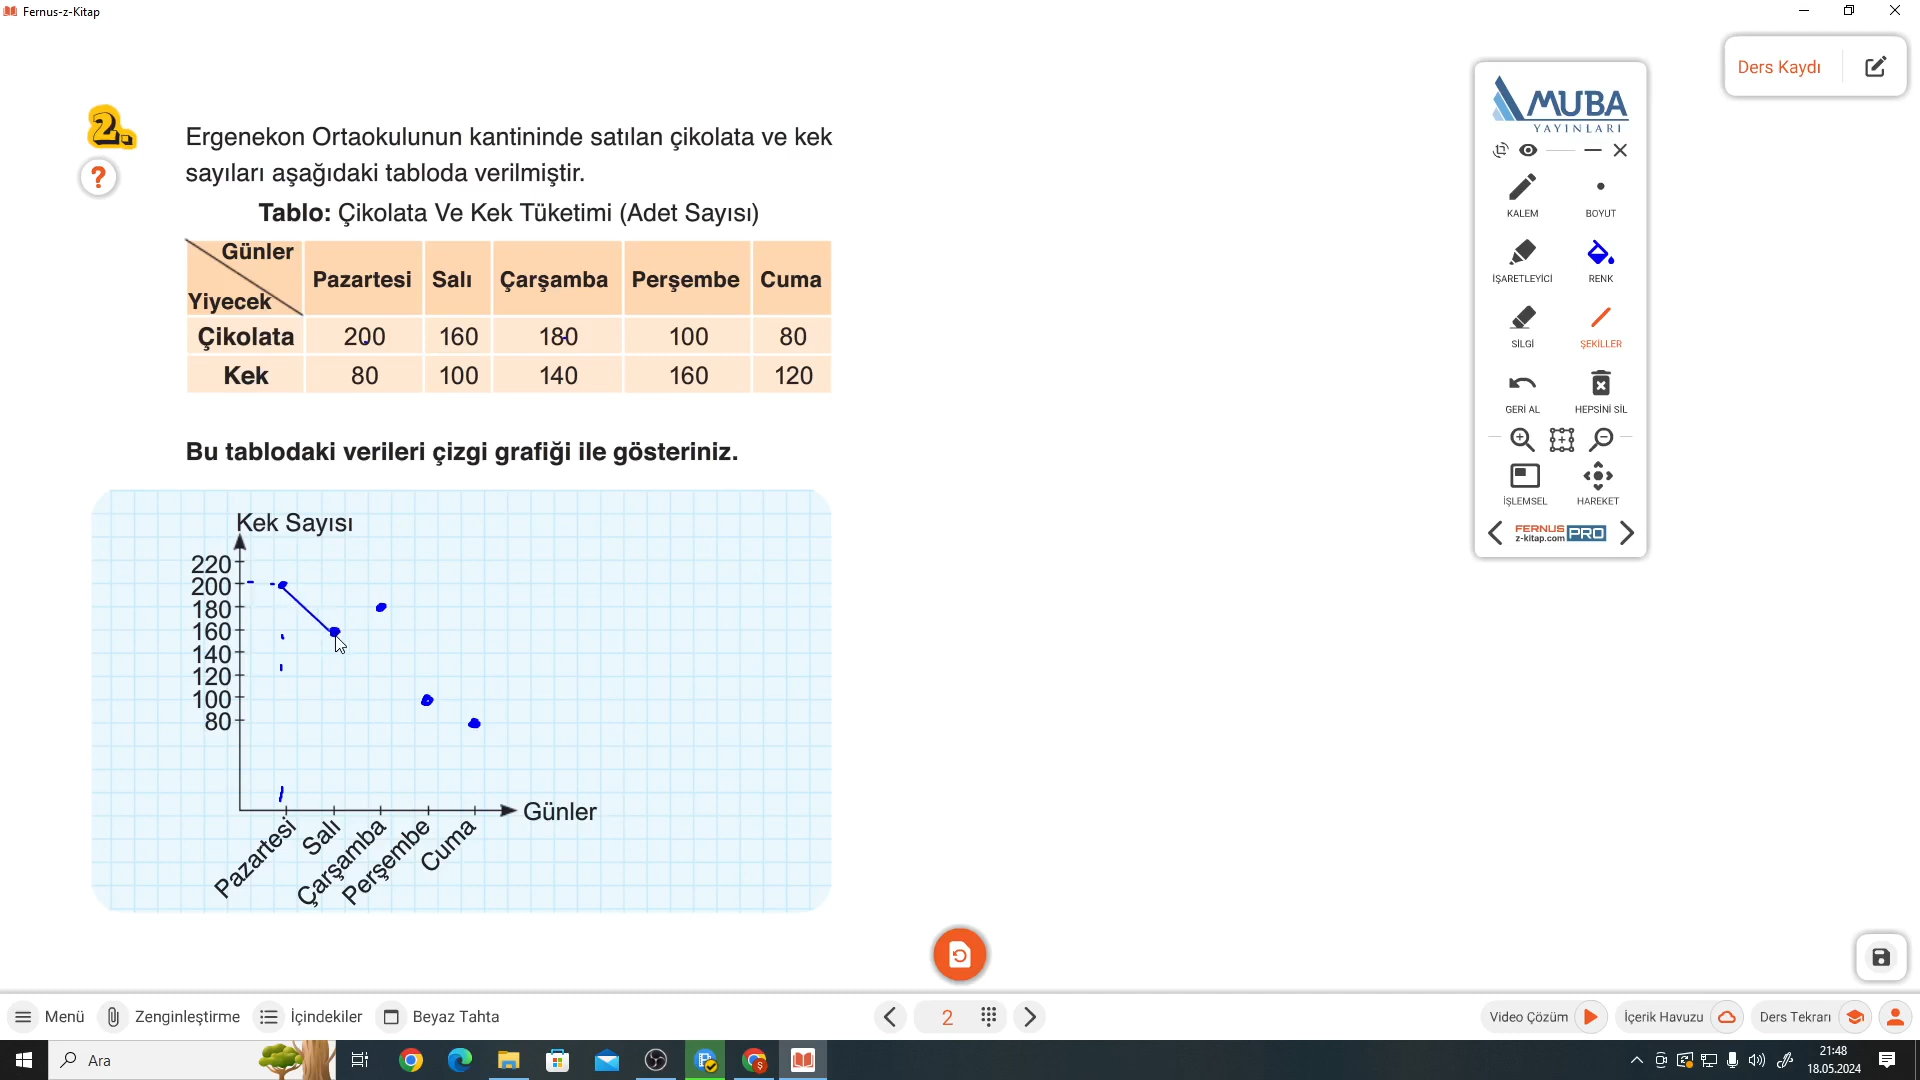 Fernus-z-Kitap
Ders Kaydı
2.
?
Ergenekon Ortaokulunun kantininde satılan çikolata ve kek
sayıları aşağıdaki tabloda verilmiştir.
Tablo: Çikolata Ve Kek Tüketimi (Adet Sayısı)
Günler
Yiyecek
Pazartesi Salı Çarşamba Perşembe Cuma
Çikolata 200 160 180 100 80
Kek 80 100 140 160 120
Bu tablodaki verileri çizgi grafiği ile gösteriniz.
Kek Sayısı
220
200
180
160
140
120
100
80
Günler
Pazartesi
Salı
Çarşamba
Perşembe
Cuma
MUBA
YAYINLARI
KALEM BOYUT
İŞARETLEYİCİ RENK
SİLGİ ŞEKİLLER
GERİ AL HEPSİNİ SİL
İŞLEMSEL HAREKET
FERNUS
z-kitap.com PRO
Menü Zenginleştirme İçindekiler Beyaz Tahta 2 Video Çözüm İçerik Havuzu Ders Tekrarı
Ara
21:48
18.05.2024